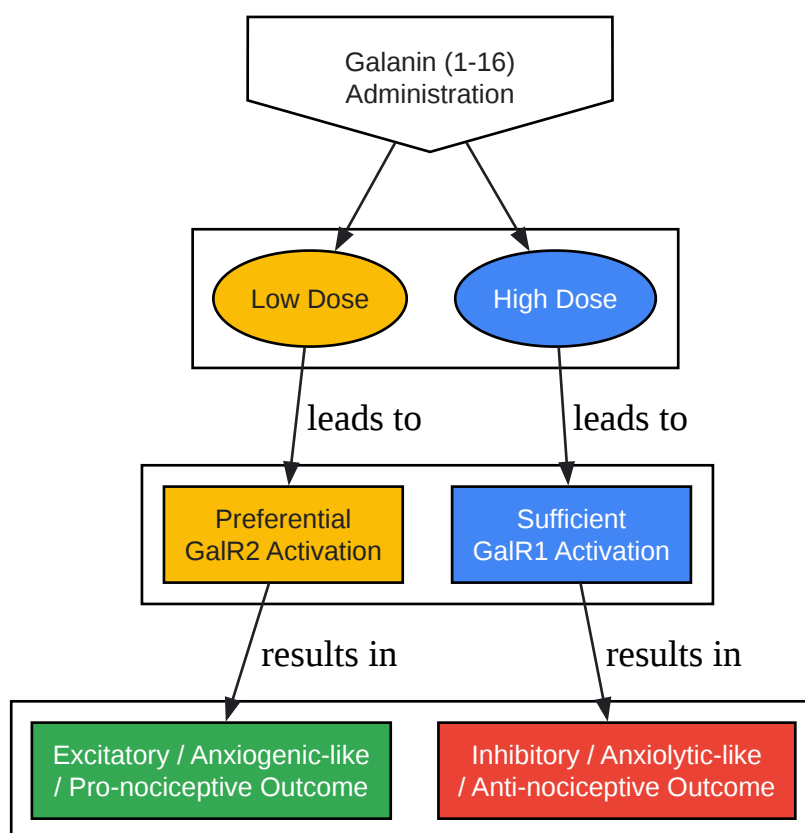 Galanin (1-16)
Administration
Low Dose
High Dose
leads to
leads to
Preferential
GalR2 Activation
Sufficient
GalR1 Activation
results in
results in
Excitatory / Anxiogenic-like
/ Pro-nociceptive Outcome
Inhibitory / Anxiolytic-like
/ Anti-nociceptive Outcome